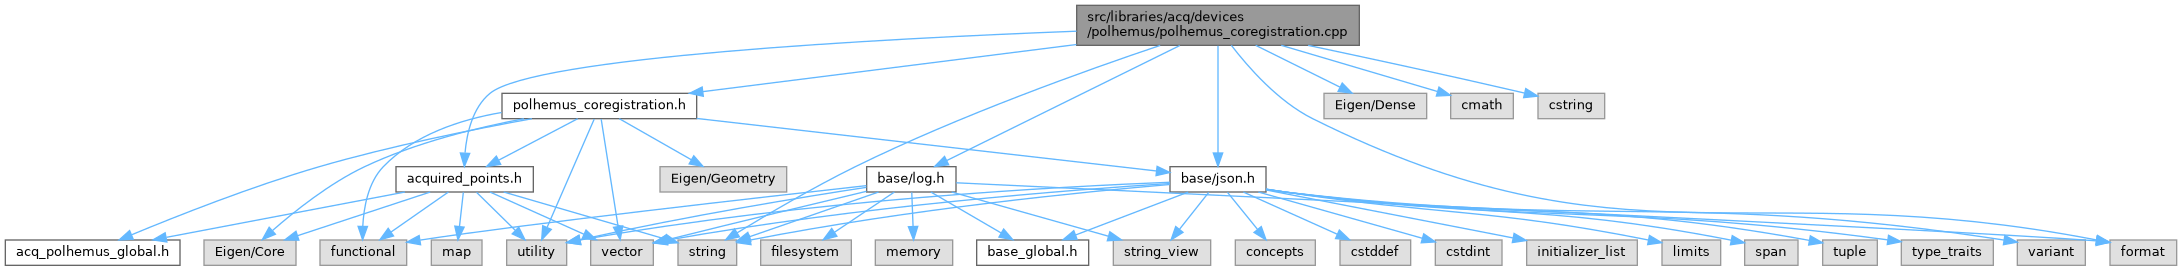 src/libraries/acq/devices
/polhemus/polhemus_coregistration.cpp
polhemus_coregistration.h
Eigen/Dense
cmath
cstring
acquired_points.h
Eigen/Geometry
base/log.h
base/json.h
acq_polhemus_global.h
Eigen/Core
functional
map
utility
vector
string
filesystem
memory
base_global.h
string_view
concepts
cstddef
cstdint
initializer_list
limits
span
tuple
type_traits
variant
format